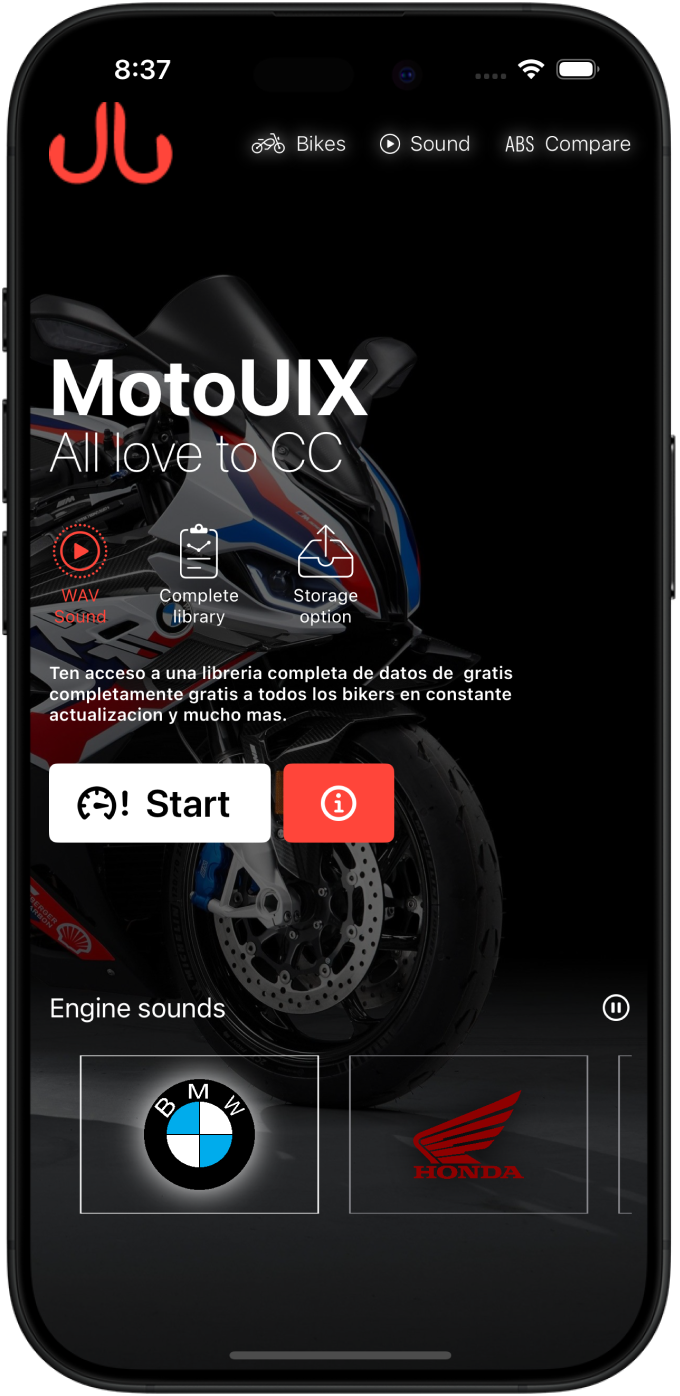 8:37
Bikes
Sound
ABS Compare
MotoUIX
All love to CC
WAV
Sound
Complete
library
Storage
option
Ten acceso a una libreria completa de datos de  gratis
completamente gratis a todos los bikers en constante
actualizacion y mucho mas.
! Start
Engine sounds
BMW
HONDA